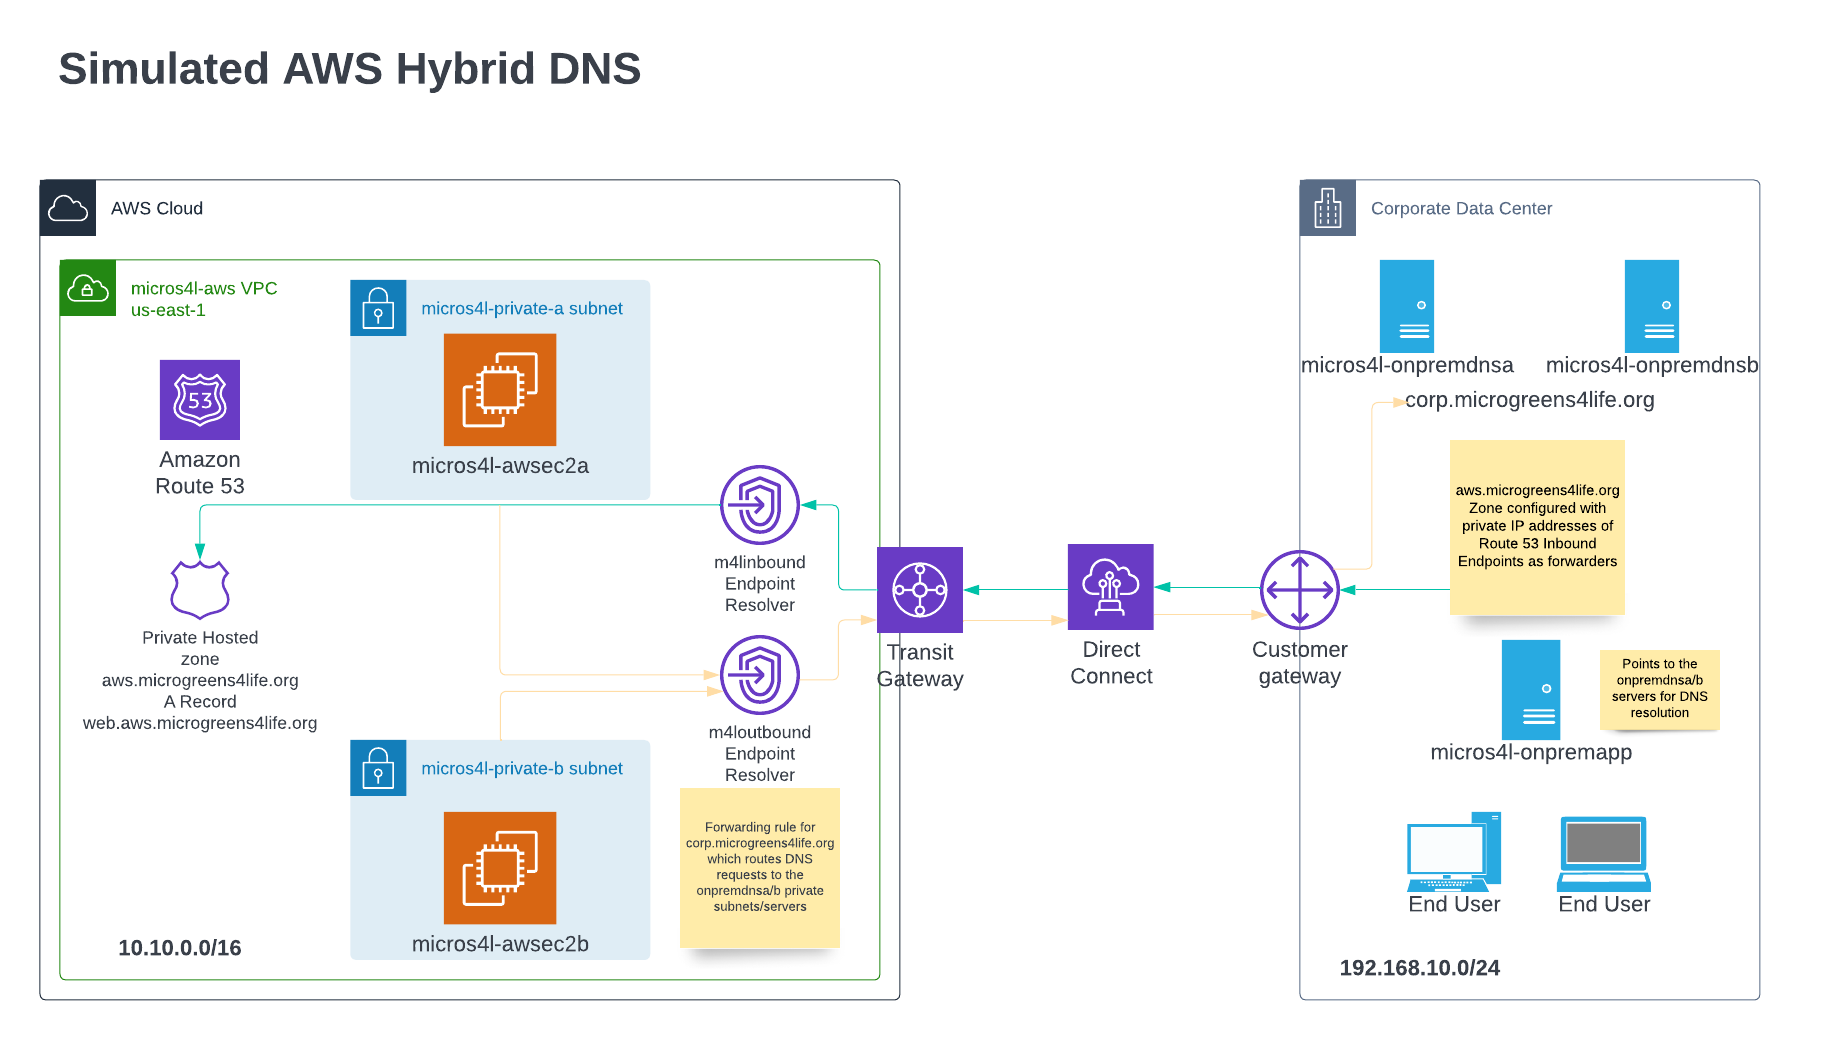 Simulated AWS Hybrid DNS
AWS Cloud
micros4l-aws VPC
us-east-1
Amazon
Route 53
53
Private Hosted
zone
aws.microgreens4life.org
A Record
web.aws.microgreens4life.org
10.10.0.0/16
micros4l-private-a subnet
micros4l-awsec2a
m4linbound
Endpoint
Resolver
m4loutbound
Endpoint
Resolver
micros4l-private-b subnet
micros4l-awsec2b
Forwarding rule for
corp.microgreens4life.org
which routes DNS
requests to the
onpremdnsa/b private
subnets/servers
Transit
Gateway
Direct
Connect
Customer
gateway
Corporate Data Center
micros4l-onpremdnsa
micros4l-onpremdnsb
corp.microgreens4life.org
aws.microgreens4life.org
Zone configured with
private IP addresses of
Route 53 Inbound
Endpoints as forwarders
micros4l-onpremapp
Points to the
onpremdnsa/b
servers for DNS
resolution
End User
End User
192.168.10.0/24